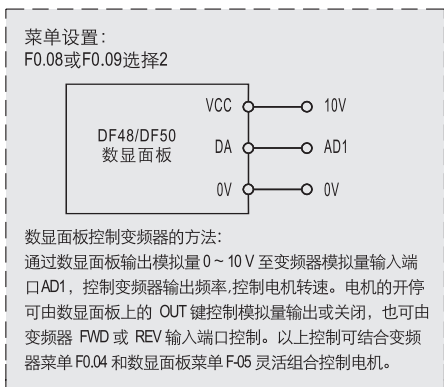 菜单设置：
F0.08或F0.09选择2
VCC 10V
DF48/DF50
数显面板
DA AD1
0V 0V
数显面板控制变频器的方法：
通过数显面板输出模拟量 0 ~ 10 V 至变频器模拟量输入端
口AD1，控制变频器输出频率,控制电机转速。电机的开停
可由数显面板上的 OUT 键控制模拟量输出或关闭，也可由
变频器 FWD 或 REV 输入端口控制。以上控制可结合变频
器菜单 F0.04 和数显面板菜单 F-05 灵活组合控制电机。